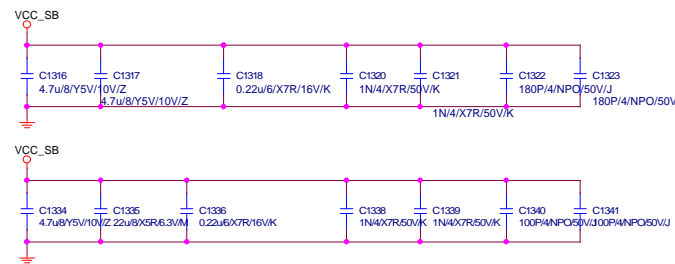 VCC_SB
C1316
4.7u/8/Y5V/10V/Z
C1317
4.7u/8/Y5V/10V/Z
C1318
0.22u/6/X7R/16V/K
C1320
1N/4/X7R/50V/K
C1321
1N/4/X7R/50V/K
C1322
180P/4/NPO/50V/J
C1323
180P/4/NPO/50V
VCC_SB
C1334
4.7u/8/Y5V/10V/Z
C1335
22u/8/X5R/6.3V/M
C1336
0.22u/6/X7R/16V/K
C1338
1N/4/X7R/50V/K
C1339
1N/4/X7R/50V/K
C1340
100P/4/NPO/50V/J
C1341
100P/4/NPO/50V/J